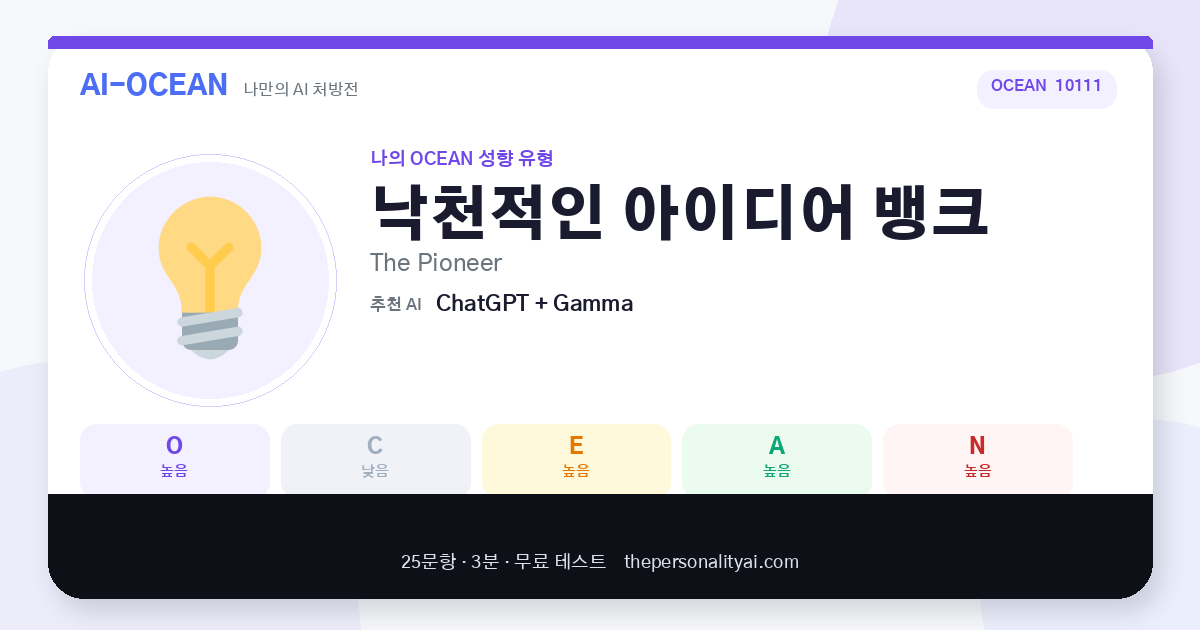 AI-OCEAN 나만의 AI 처방전
OCEAN 10111
나의 OCEAN 성향 유형
낙천적인 아이디어 뱅크
The Pioneer
추천 AI ChatGPT + Gamma
O
높음
C
낮음
E
높음
A
높음
N
높음
25문항 · 3분 · 무료 테스트 thepersonalityai.com